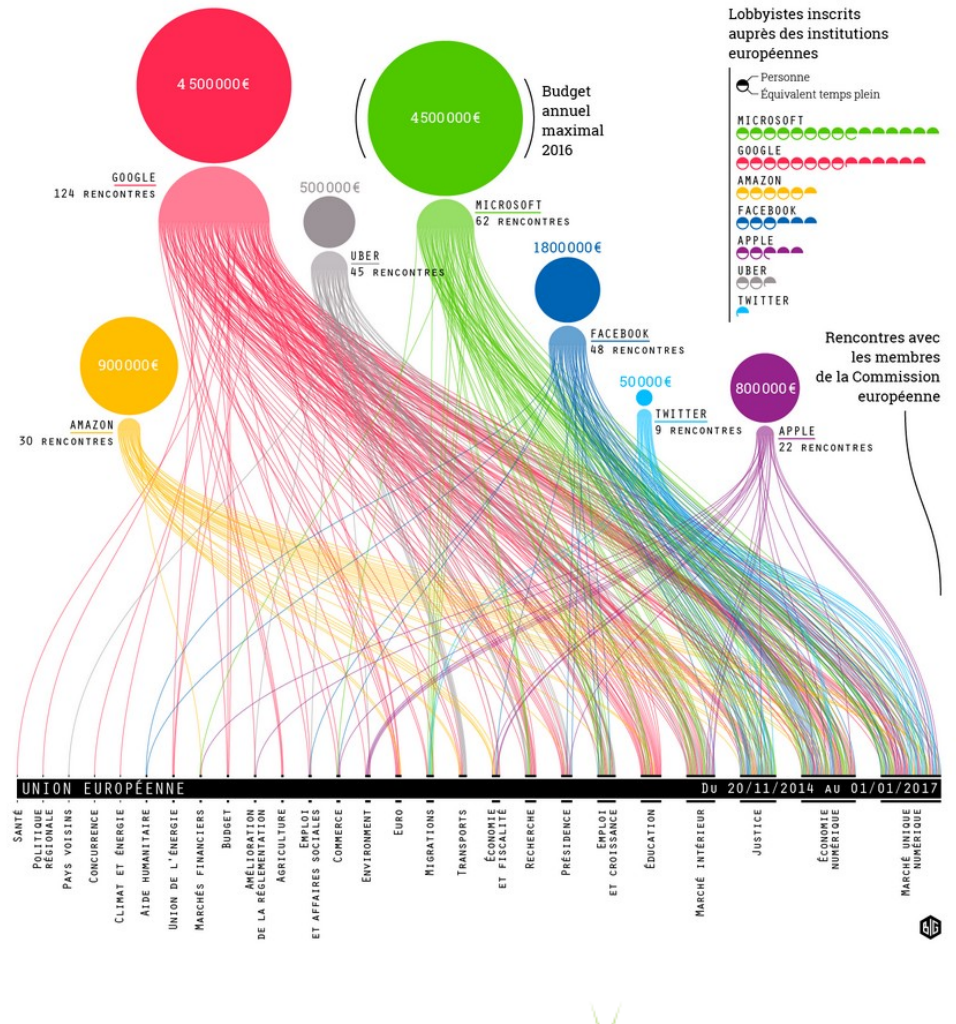 Lobbyistes inscrits
auprès des institutions
européennes
Personne
Équivalent temps plein
MICROSOFT
GOOGLE
AMAZON
FACEBOOK
APPLE
UBER
TWITTER
4 500 000 €
4 500 000 €
Budget
annuel
maximal
2016
GOOGLE
124 RENCONTRES
500 000 €
MICROSOFT
62 RENCONTRES
UBER
45 RENCONTRES
1 800 000 €
FACEBOOK
48 RENCONTRES
Rencontres avec
les membres
de la Commission
européenne
900 000 €
50 000 €
800 000 €
AMAZON
30 RENCONTRES
TWITTER
9 RENCONTRES
APPLE
22 RENCONTRES
UNION EUROPÉENNE
DU 20/11/2014 AU 01/01/2017
SANTÉ
POLITIQUE
RÉGIONALE
PAYS VOISINS
CONCURRENCE
CLIMAT ET ÉNERGIE
AIDE HUMANITAIRE
UNION DE L'ÉNERGIE
MARCHÉS FINANCIERS
BUDGET
AMÉLIORATION
DE LA RÉGLEMENTATION
AGRICULTURE
EMPLOI
ET AFFAIRES SOCIALES
COMMERCE
ENVIRONMENT
EURO
MIGRATIONS
TRANSPORTS
ÉCONOMIE
ET FISCALITÉ
RECHERCHE
PRÉSIDENCE
EMPLOI
ET CROISSANCE
ÉDUCATION
MARCHÉ INTÉRIEUR
JUSTICE
ÉCONOMIE
NUMÉRIQUE
MARCHÉ UNIQUE
NUMÉRIQUE